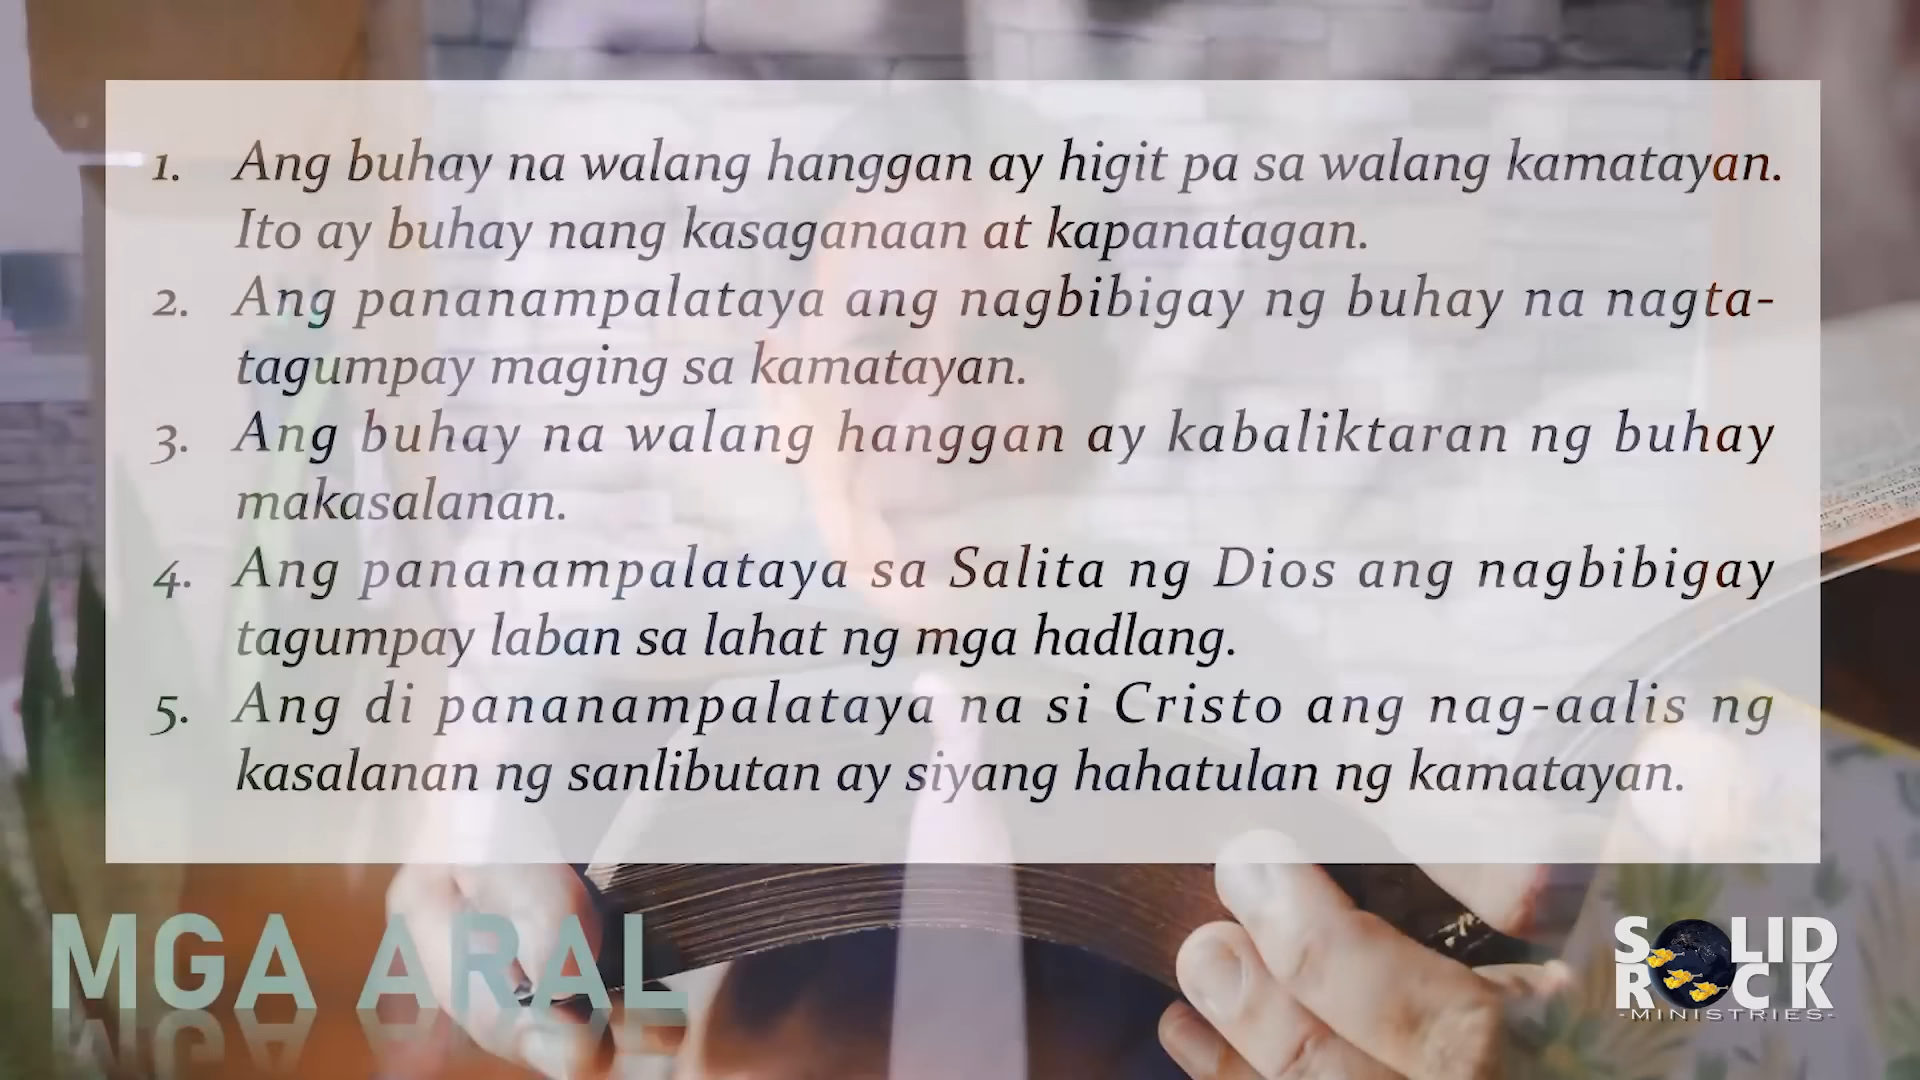 1. Ang buhay na walang hanggan ay higit pa sa walang kamatayan.
Ito ay buhay nang kasaganaan at kapanatagan.
2. Ang pananampalataya ang nagbibigay ng buhay na nagta-
tagumpay maging sa kamatayan.
3. Ang buhay na walang hanggan ay kabaliktaran ng buhay
makasalanan.
4. Ang pananampalataya sa Salita ng Dios ang nagbibigay
tagumpay laban sa lahat ng mga hadlang.
5. Ang di pananampalataya na si Cristo ang nag-aalis ng
kasalanan ng sanlibutan ay siyang hahatulan ng kamatayan.
MGA ARAL
SOLID
ROCK
-MINISTRIES-